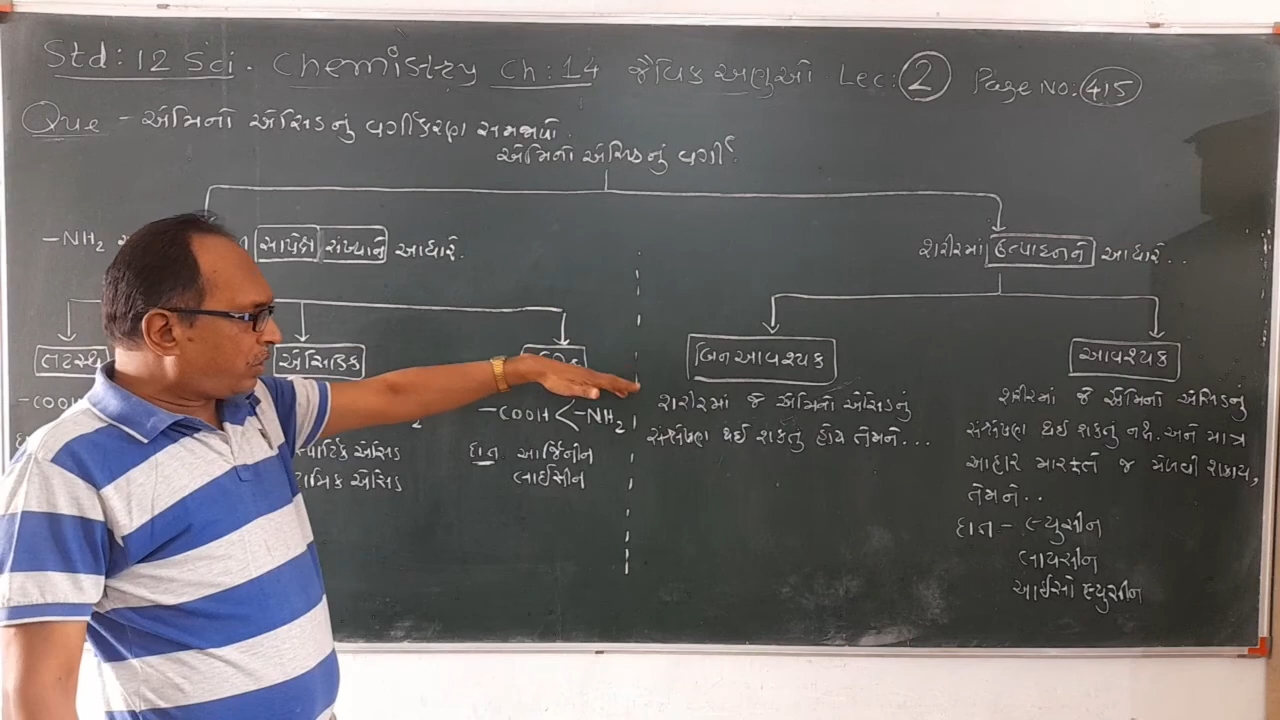 Std: 12 Sci. Chemistry Ch: 14 જૈવિક અણુઓ Lec: 2 Page No: 415
Que - એમિનો એસિડનું વર્ગીકરણ સમજાવો.
એમિનો એસિડનું વર્ગી.
-NH2 સાપેક્ષ સંખ્યાને આધારે.
શરીરમાં ઉત્પાદનને આધારે..
તટસ્થ
એસિડિક
બિનઆવશ્યક
આવશ્યક
-COOH
-COOH < -NH2
દા.ત. આર્જિનીન
લાઈસીન
શરીરમાં જે એમિનો એસિડનું
સંશ્લેષણ થઈ શકતું હોય તેમને...
શરીરમાં જે એમિનો એસિડનું
સંશ્લેષણ થઈ શકતું નથી. અને માત્ર
આહાર મારફતે જ મેળવી શકાય,
તેમને..
દા.ત - લ્યુસીન
લાયસીન
આઈસો લ્યુસીન
એસિડ
એસિડ